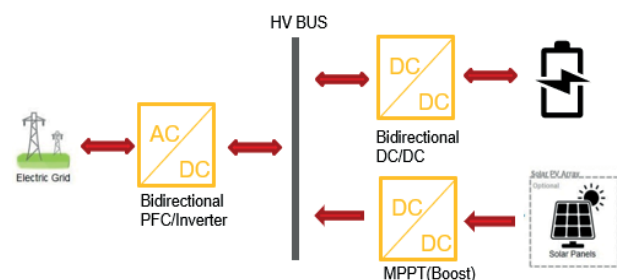 HV BUS
DC
DC
Bidirectional
DC/DC
AC
DC
Electric Grid
Bidirectional
PFC/Inverter
Solar PV Array
Optional
DC
DC
Solar Panels
MPPT(Boost)